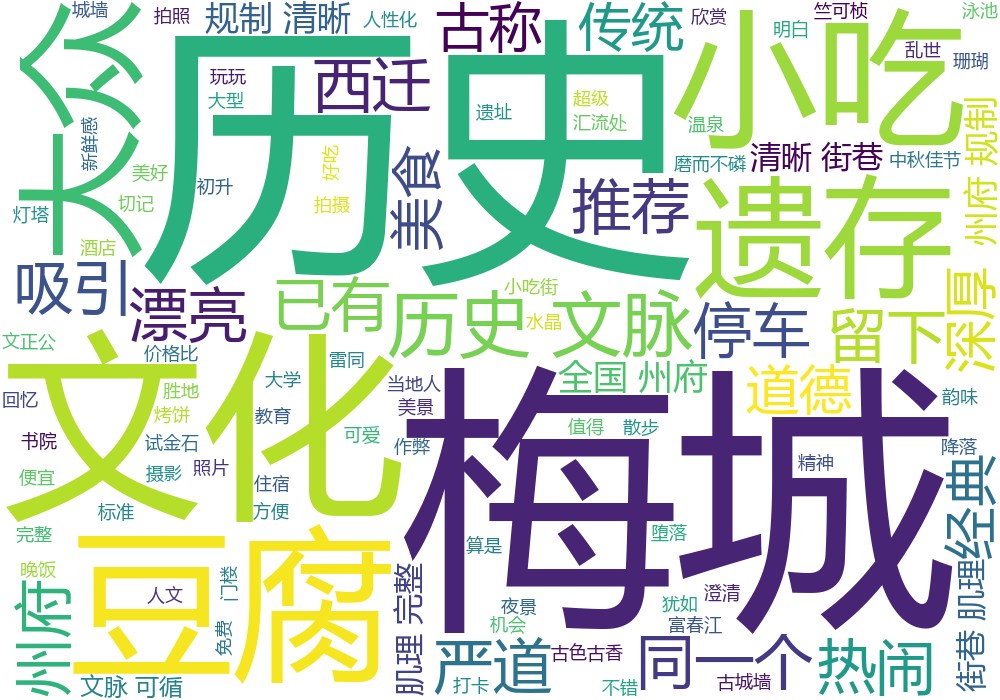 城墙
拍照
规制 清晰
人性化
古称
传统
欣赏
竺可桢
泳池
大众
历史
小吃
明白
乱世
珊瑚
西迁
玩玩
大型
遗址
超级
汇流处
温泉
新鲜感
好吃
美食
推荐
磨而不磷
清晰 街巷
中秋佳节
州府 规制
美好
初升
切记
拍摄
灯塔
酒店
遗存
吸引
漂亮
已有
小吃街
历史 文脉
水晶
停车
留下
深厚
文正公
价格比
雷同
全国 州府
道德
文化
梅城
大学
当地人
美景
韵味
回忆
胜地
烤饼
教育
可爱
作弊
值得
散步
降落
书院
试金石
便宜
摄影
照片
住宿
精神
经典
标准
方便
完整
豆腐
算是
堕落
晚饭
人文
门楼
肌理 完整
夜景
机会
犹如
澄清
富春江
街巷 肌理
州府
免费
严道
古色古香
同一个
热闹
文脉 可循
打卡
不错
古城墙